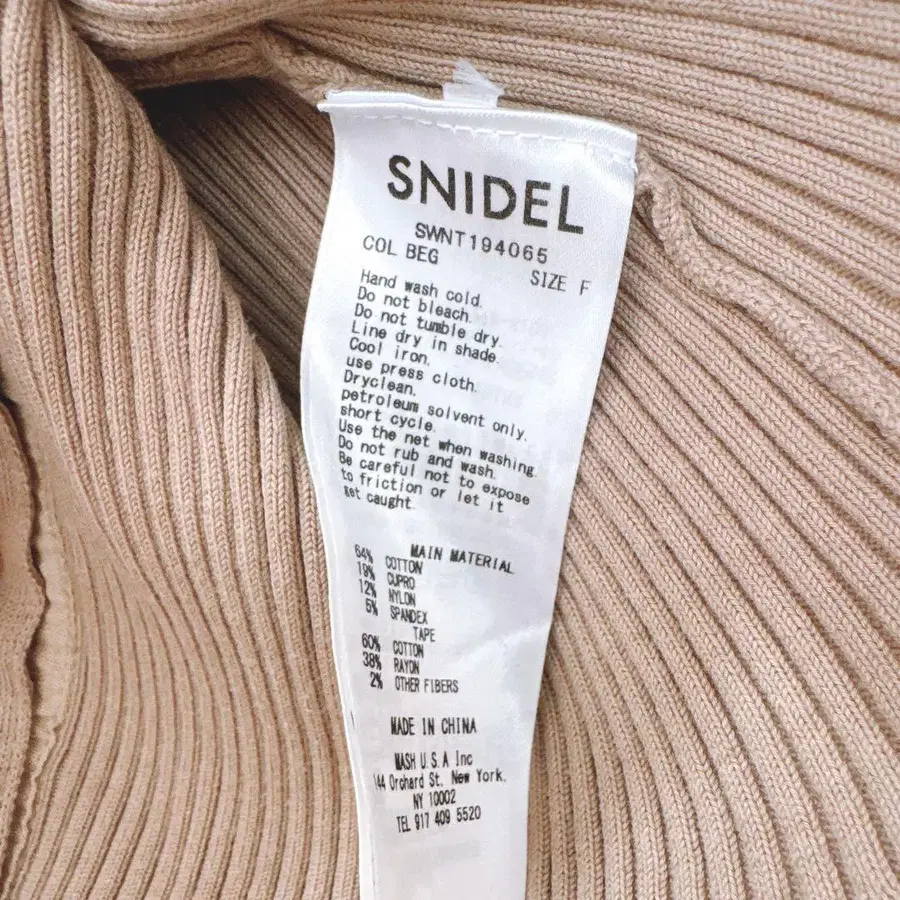 SNIDEL
SWNT194065
COL BEG
SIZE F
Hand wash cold.
Do not bleach.
Do not tumble dry.
Line dry in shade.
Cool iron.
use press cloth.
Dryclean.
petroleum solvent only.
short cycle.
Use the net when washing.
Do not rub and wash.
Be careful not to expose
to friction or let it
get caught.
MAIN MATERIAL
64% COTTON
19% CUPRO
12% NYLON
5% SPANDEX
TAPE
60% COTTON
38% RAYON
2% OTHER FIBERS
MADE IN CHINA
MASH U.S.A Inc
144 Orchard St, New York.
NY 10002
TEL 917 409 5520